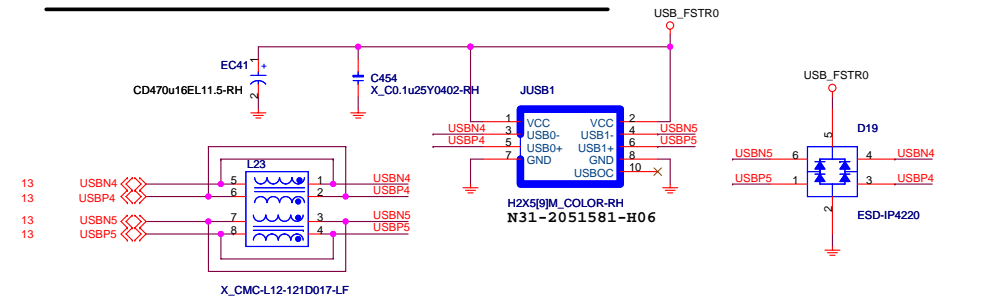 USB_FSTR0
EC41
1
+
2
CD470u16EL11.5-RH
C454
X_C0.1u25Y0402-RH
JUSB1
1 VCC VCC 2
USBN4 3 USB0- USB1- 4 USBN5
USBP4 5 USB0+ USB1+ 6 USBP5
7 GND GND 8
USBOC 10
H2X5[9]M_COLOR-RH
N31-2051581-H06
L23
13 USBN4 5 1 USBN4
13 USBP4 6 2 USBP4
13 USBN5 7 3 USBN5
13 USBP5 8 4 USBP5
X_CMC-L12-121D017-LF
USB_FSTR0
D19
5
USBN5 6 4 USBN4
USBP5 1 3 USBP4
2
ESD-IP4220